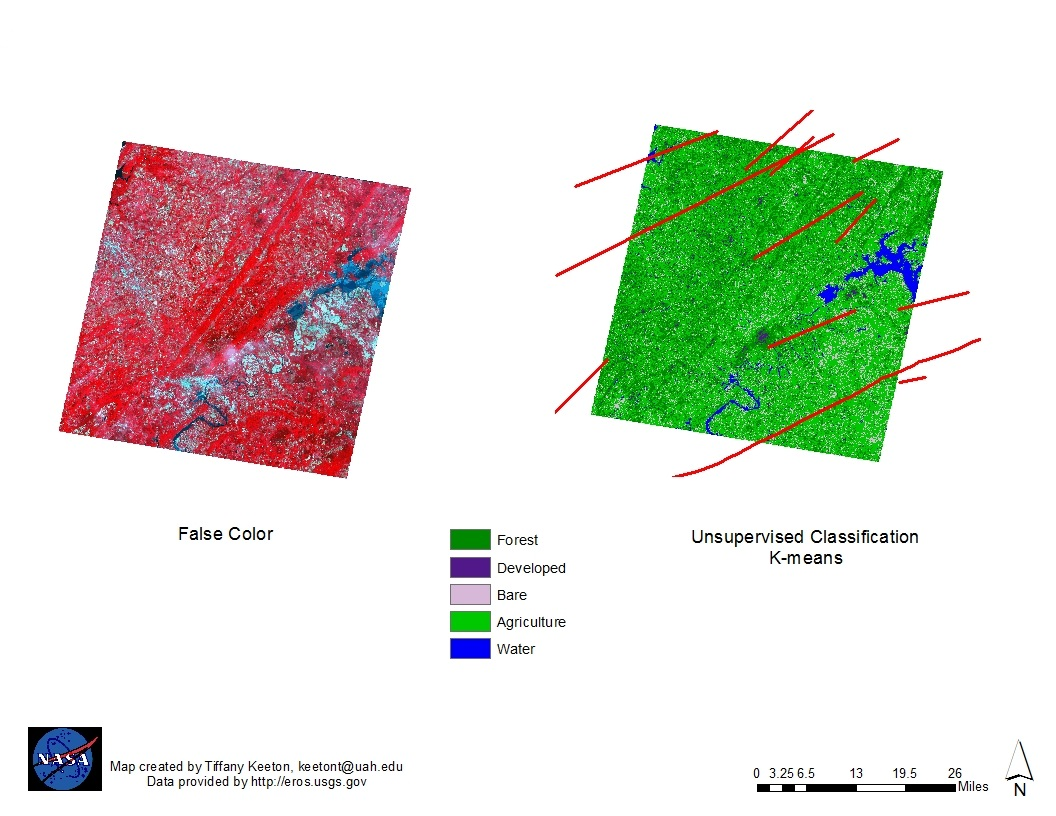 False Color
Unsupervised Classification
K-means
Forest
Developed
Bare
Agriculture
Water
NASA
Map created by Tiffany Keeton, keetont@uah.edu
Data provided by http://eros.usgs.gov
0 3.25 6.5 13 19.5 26
Miles
N